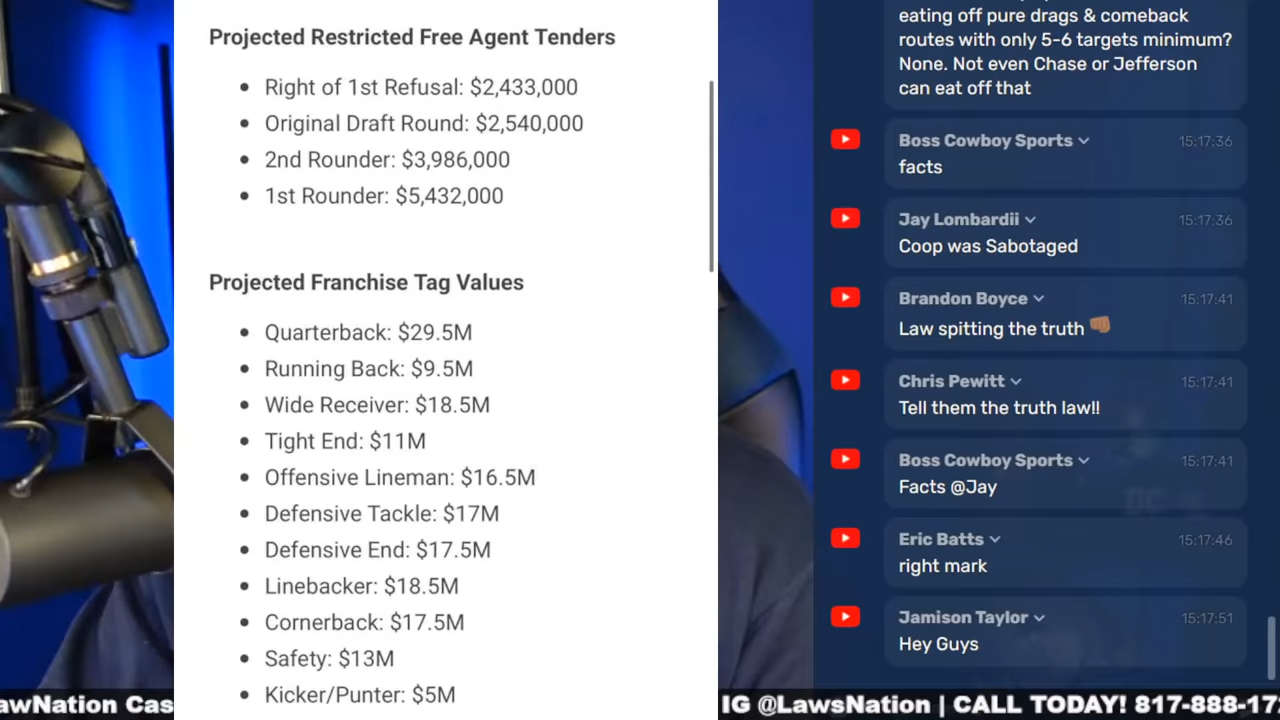 Projected Restricted Free Agent Tenders
Right of 1st Refusal: $2,433,000
Original Draft Round: $2,540,000
2nd Rounder: $3,986,000
1st Rounder: $5,432,000
Projected Franchise Tag Values
Quarterback: $29.5M
Running Back: $9.5M
Wide Receiver: $18.5M
Tight End: $11M
Offensive Lineman: $16.5M
Defensive Tackle: $17M
Defensive End: $17.5M
Linebacker: $18.5M
Cornerback: $17.5M
Safety: $13M
Kicker/Punter: $5M
eating off pure drags & comeback
routes with only 5-6 targets minimum?
None. Not even Chase or Jefferson
can eat off that
Boss Cowboy Sports 15:17:36
facts
Jay Lombardii 15:17:36
Coop was Sabotaged
Brandon Boyce 15:17:41
Law spitting the truth 👊🏾
Chris Pewitt 15:17:41
Tell them the truth law!!
Boss Cowboy Sports 15:17:41
Facts @Jay
Eric Batts 15:17:46
right mark
Jamison Taylor 15:17:51
Hey Guys
awNation Cas
IG @LawsNation | CALL TODAY! 817-888-17